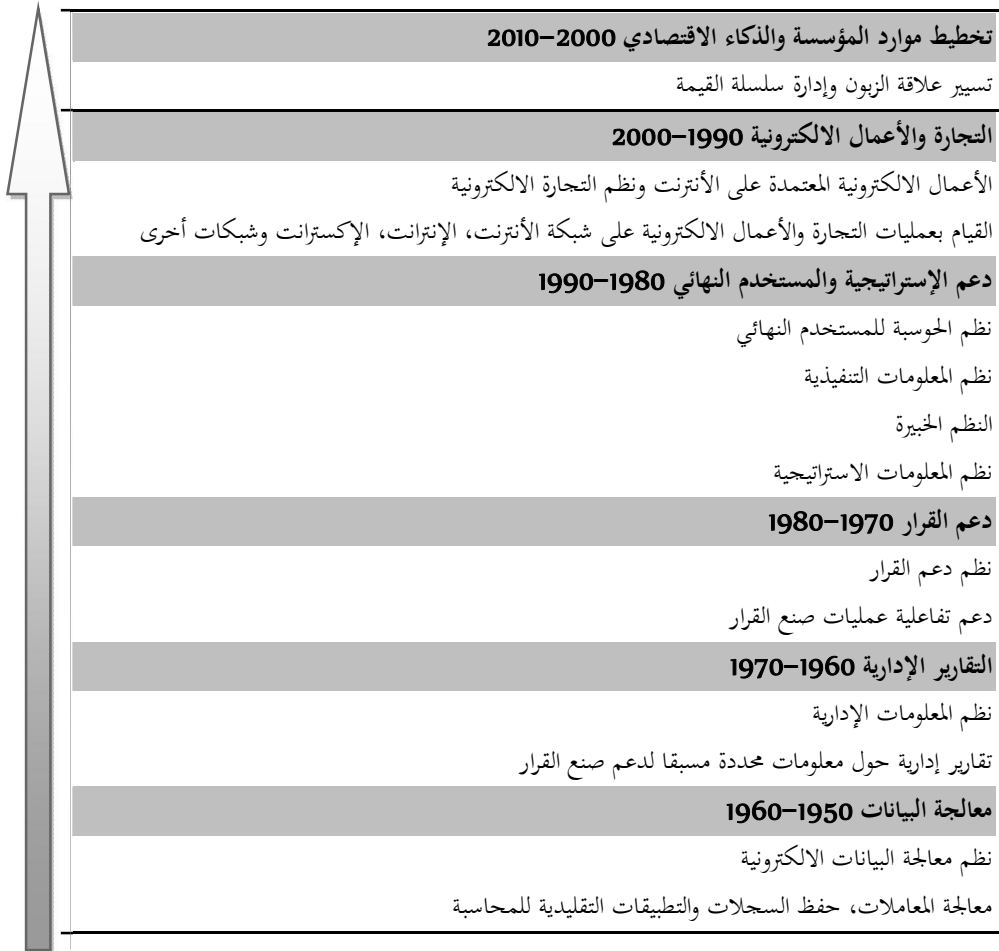 تخطيط موارد المؤسسة والذكاء الاقتصادي 2000–2010
تسيير علاقة الزبون وإدارة سلسلة القيمة
التجارة والأعمال الالكترونية 1990–2000
الأعمال الالكترونية المعتمدة على الأنترنت ونظم التجارة الالكترونية
القيام بعمليات التجارة والأعمال الالكترونية على شبكة الأنترنت، الإنترانت، الإكسترانت وشبكات أخرى
دعم الإستراتيجية والمستخدم النهائي 1980–1990
نظم الحوسبة للمستخدم النهائي
نظم المعلومات التنفيذية
النظم الخبيرة
نظم المعلومات الاستراتيجية
دعم القرار 1970–1980
نظم دعم القرار
دعم تفاعلية عمليات صنع القرار
التقارير الإدارية 1960–1970
نظم المعلومات الإدارية
تقارير إدارية حول معلومات محددة مسبقا لدعم صنع القرار
معالجة البيانات 1950–1960
نظم معالجة البيانات الالكترونية
معالجة المعاملات، حفظ السجلات والتطبيقات التقليدية للمحاسبة